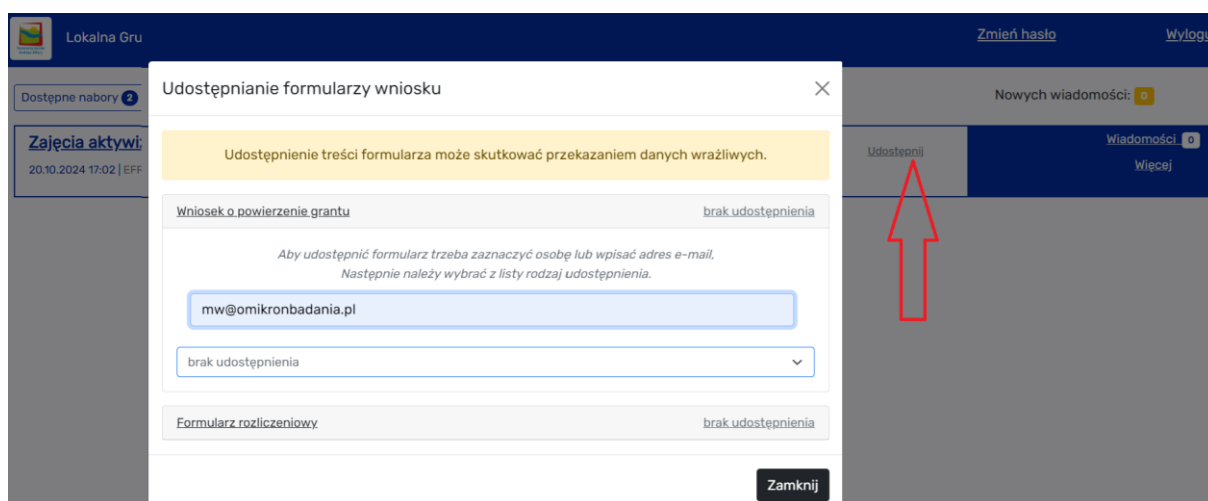 Lokalna Gru
Zmień hasło
Wylogu
Udostępnianie formularzy wniosku
Dostępne nabory 2
Nowych wiadomości: 0
Udostępnienie treści formularza może skutkować przekazaniem danych wrażliwych.
Zajęcia aktywi
20.10.2024 17:02 | EFF
Udostępnij
Wiadomości 0
Więcej
Wniosek o powierzenie grantu
brak udostępnienia
Aby udostępnić formularz trzeba zaznaczyć osobę lub wpisać adres e-mail,
Następnie należy wybrać z listy rodzaj udostępnienia.
mw@omikronbadania.pl
brak udostępnienia
Formularz rozliczeniowy
brak udostępnienia
Zamknij